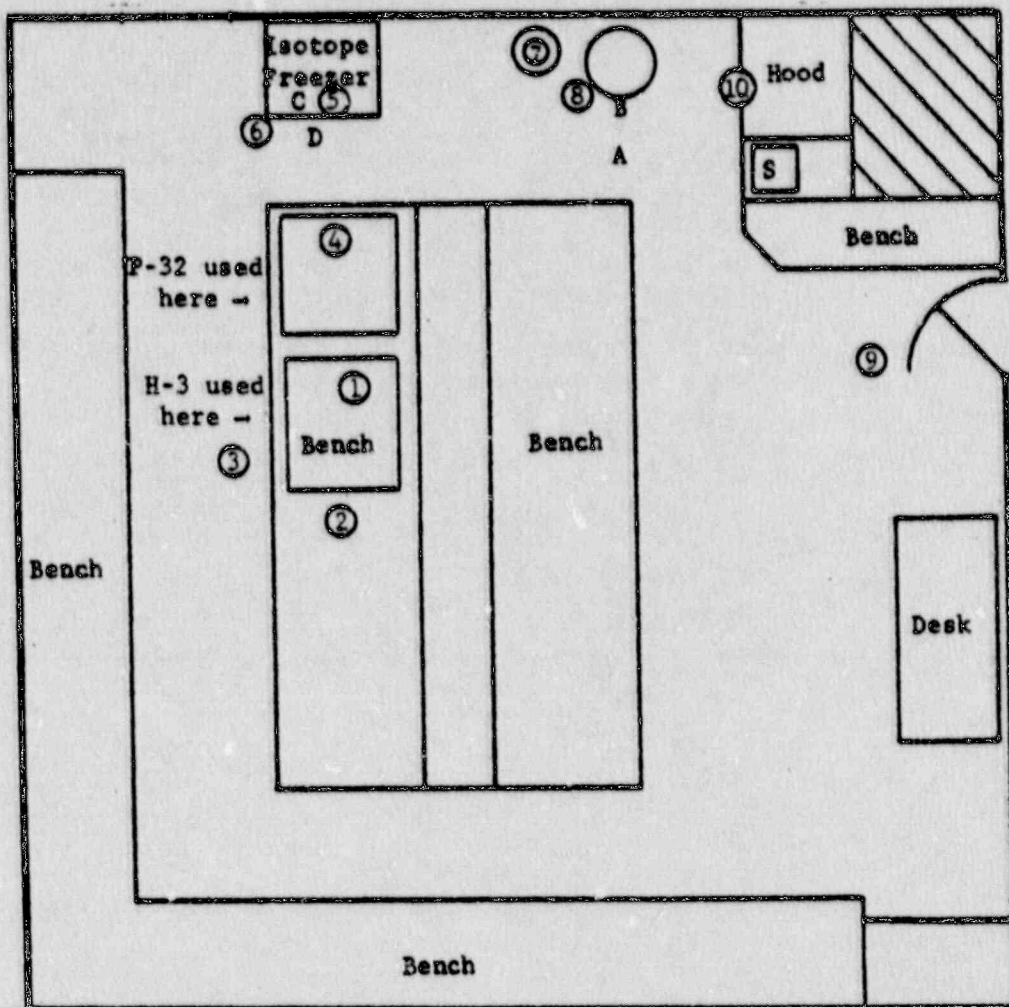 Isotope
Freezer
C ⑤
⑥
D
⑦
⑧
B
A
⑩
Hood
S
Bench
④
P-32 used
here →
H-3 used
here →
①
Bench
③
②
Bench
⑨
Bench
Desk
Bench